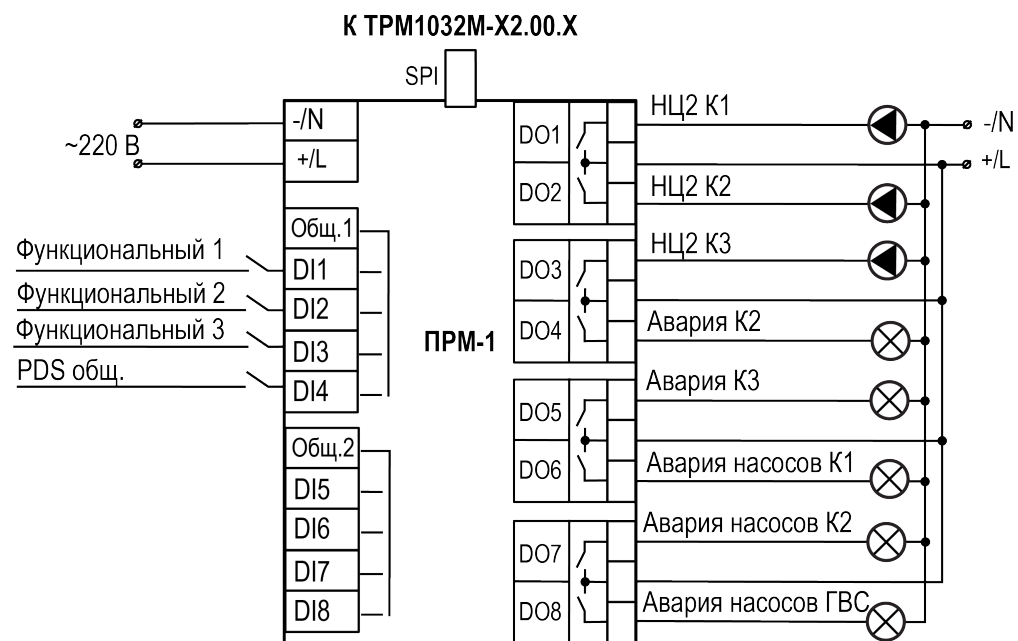 К ТРМ1032М-Х2.00.Х
SPI
-/N
+/L
~220 В
Общ.1
Функциональный 1
DI1
Функциональный 2
DI2
Функциональный 3
DI3
PDS общ.
DI4
Общ.2
DI5
DI6
DI7
DI8
ПРМ-1
DO1
НЦ2 К1
-/N
+/L
DO2
НЦ2 К2
DO3
НЦ2 К3
DO4
Авария К2
DO5
Авария К3
DO6
Авария насосов К1
DO7
Авария насосов К2
DO8
Авария насосов ГВС